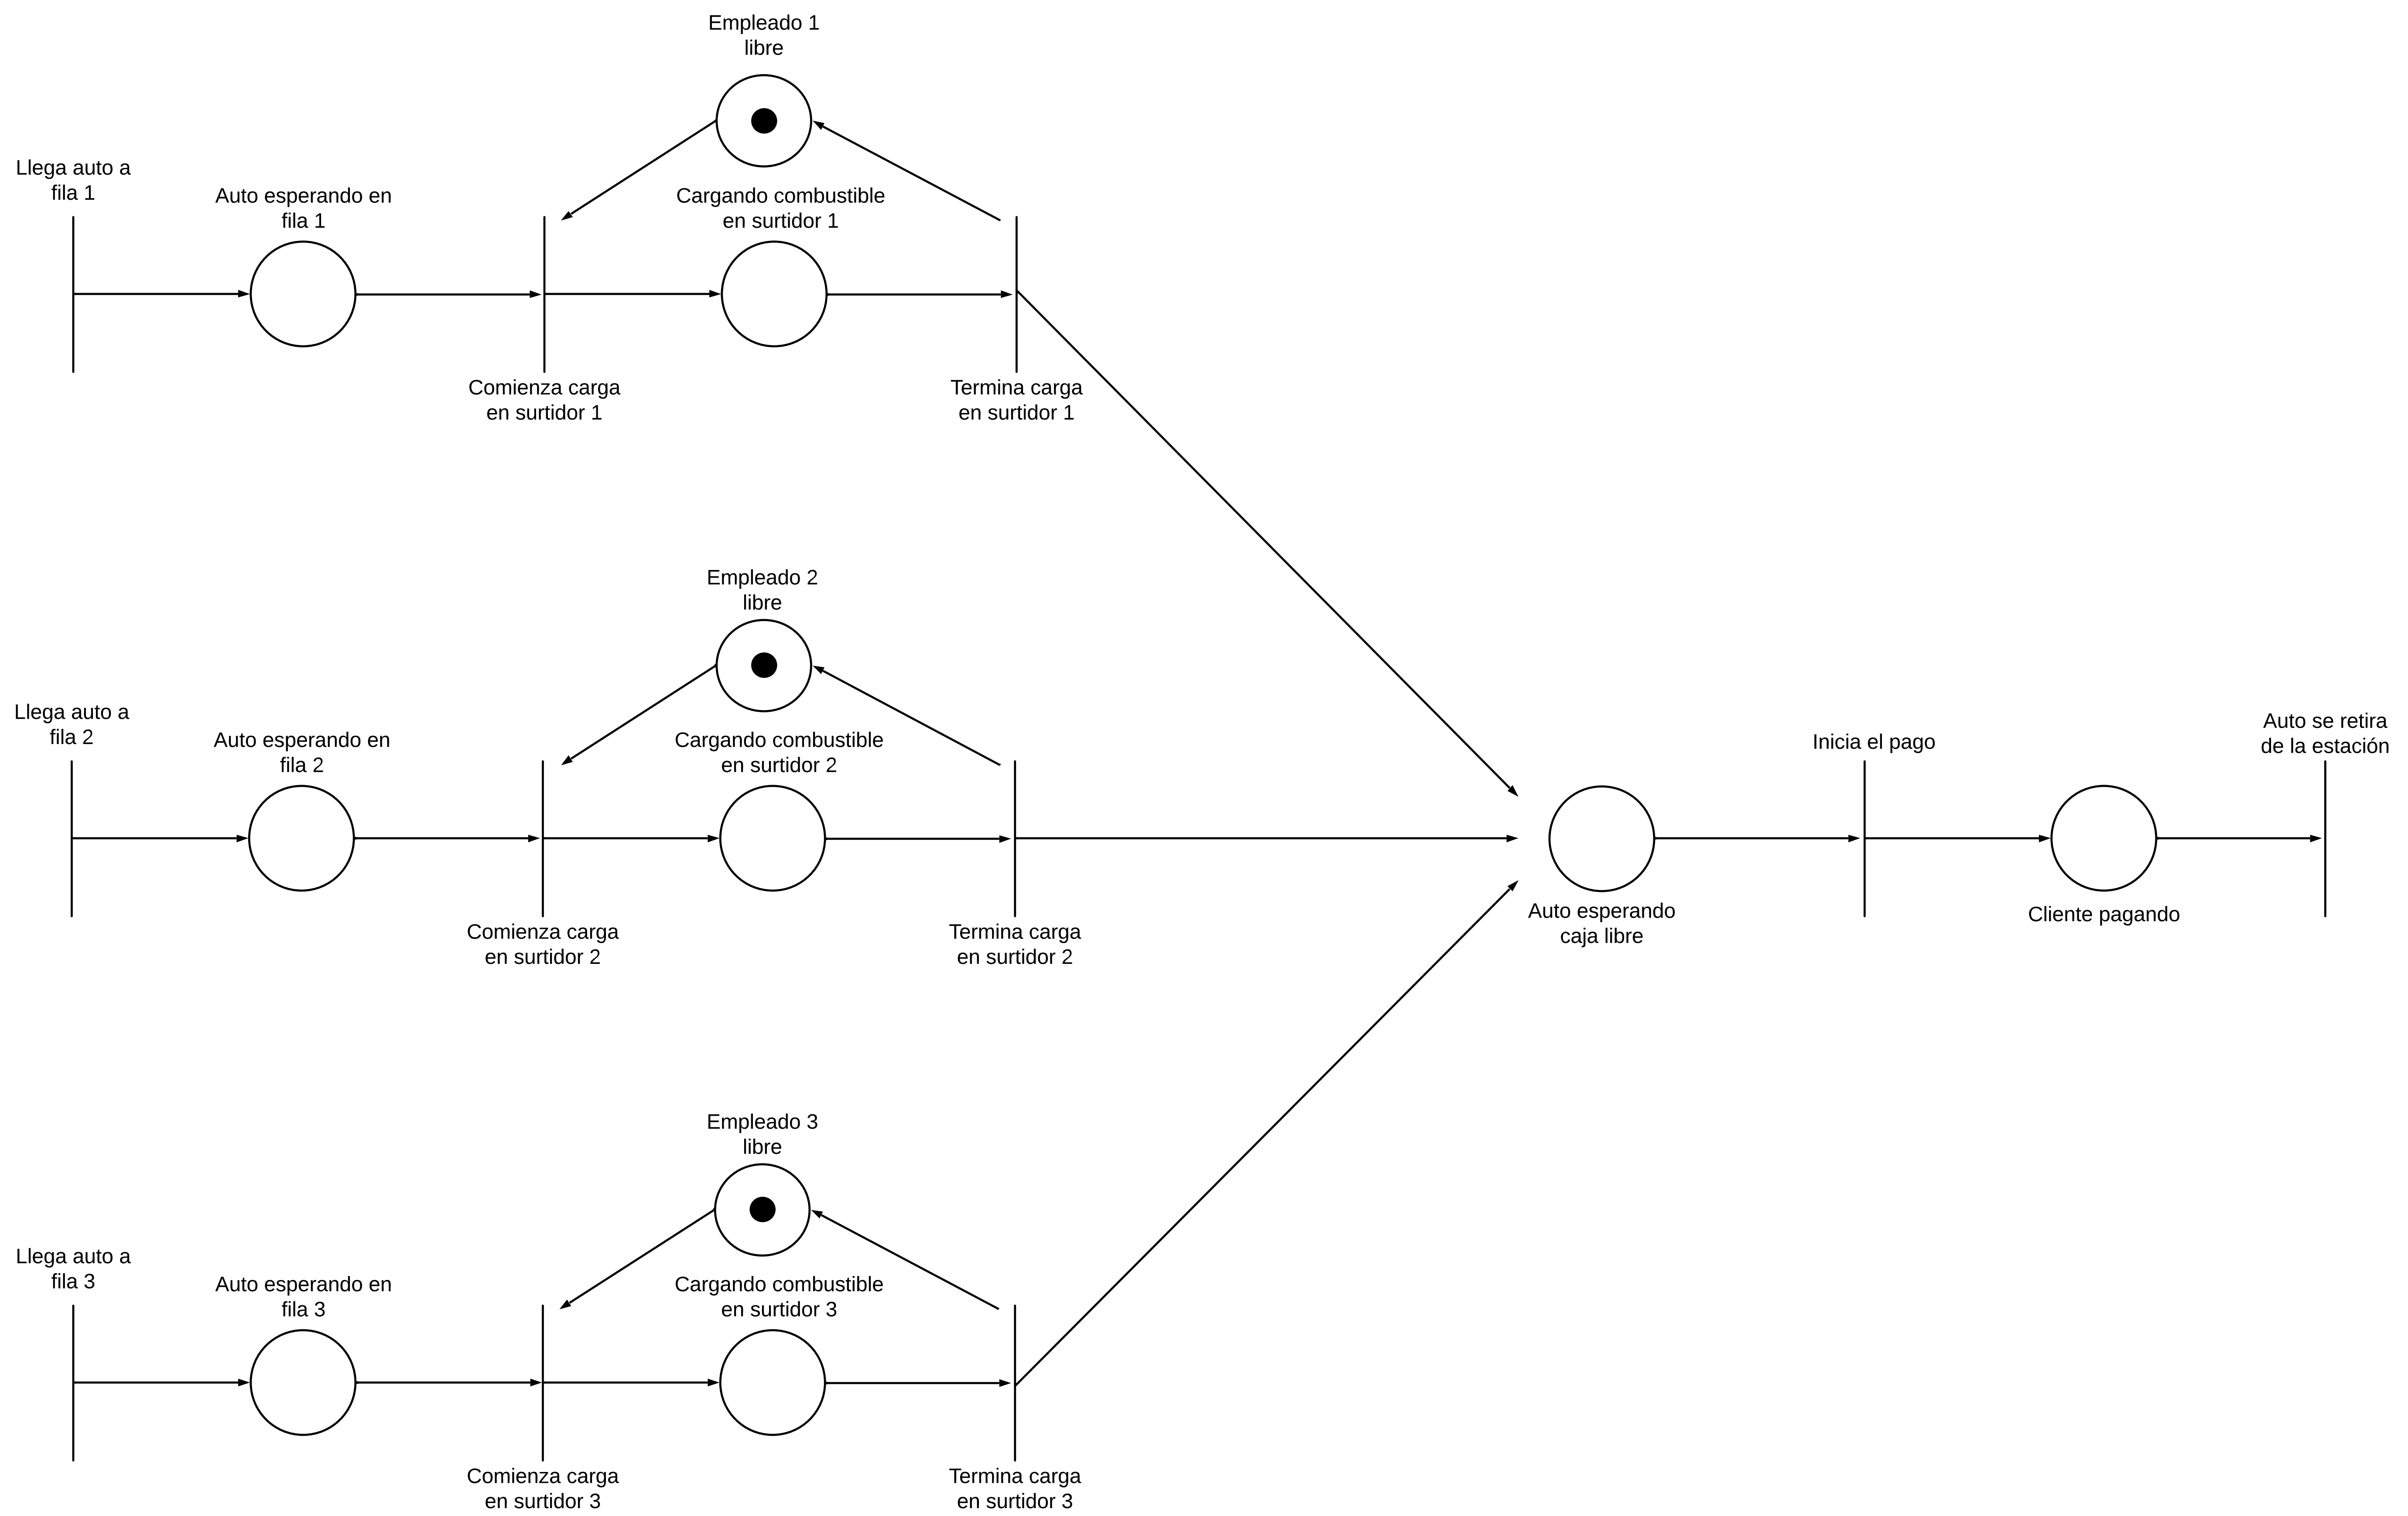 Empleado 1
libre
Llega auto a
fila 1
Auto esperando en
fila 1
Cargando combustible
en surtidor 1
Comienza carga
en surtidor 1
Termina carga
en surtidor 1
Empleado 2
libre
Llega auto a
fila 2
Auto esperando en
fila 2
Cargando combustible
en surtidor 2
Comienza carga
en surtidor 2
Termina carga
en surtidor 2
Auto esperando
caja libre
Inicia el pago
Cliente pagando
Auto se retira
de la estación
Empleado 3
libre
Llega auto a
fila 3
Auto esperando en
fila 3
Cargando combustible
en surtidor 3
Comienza carga
en surtidor 3
Termina carga
en surtidor 3